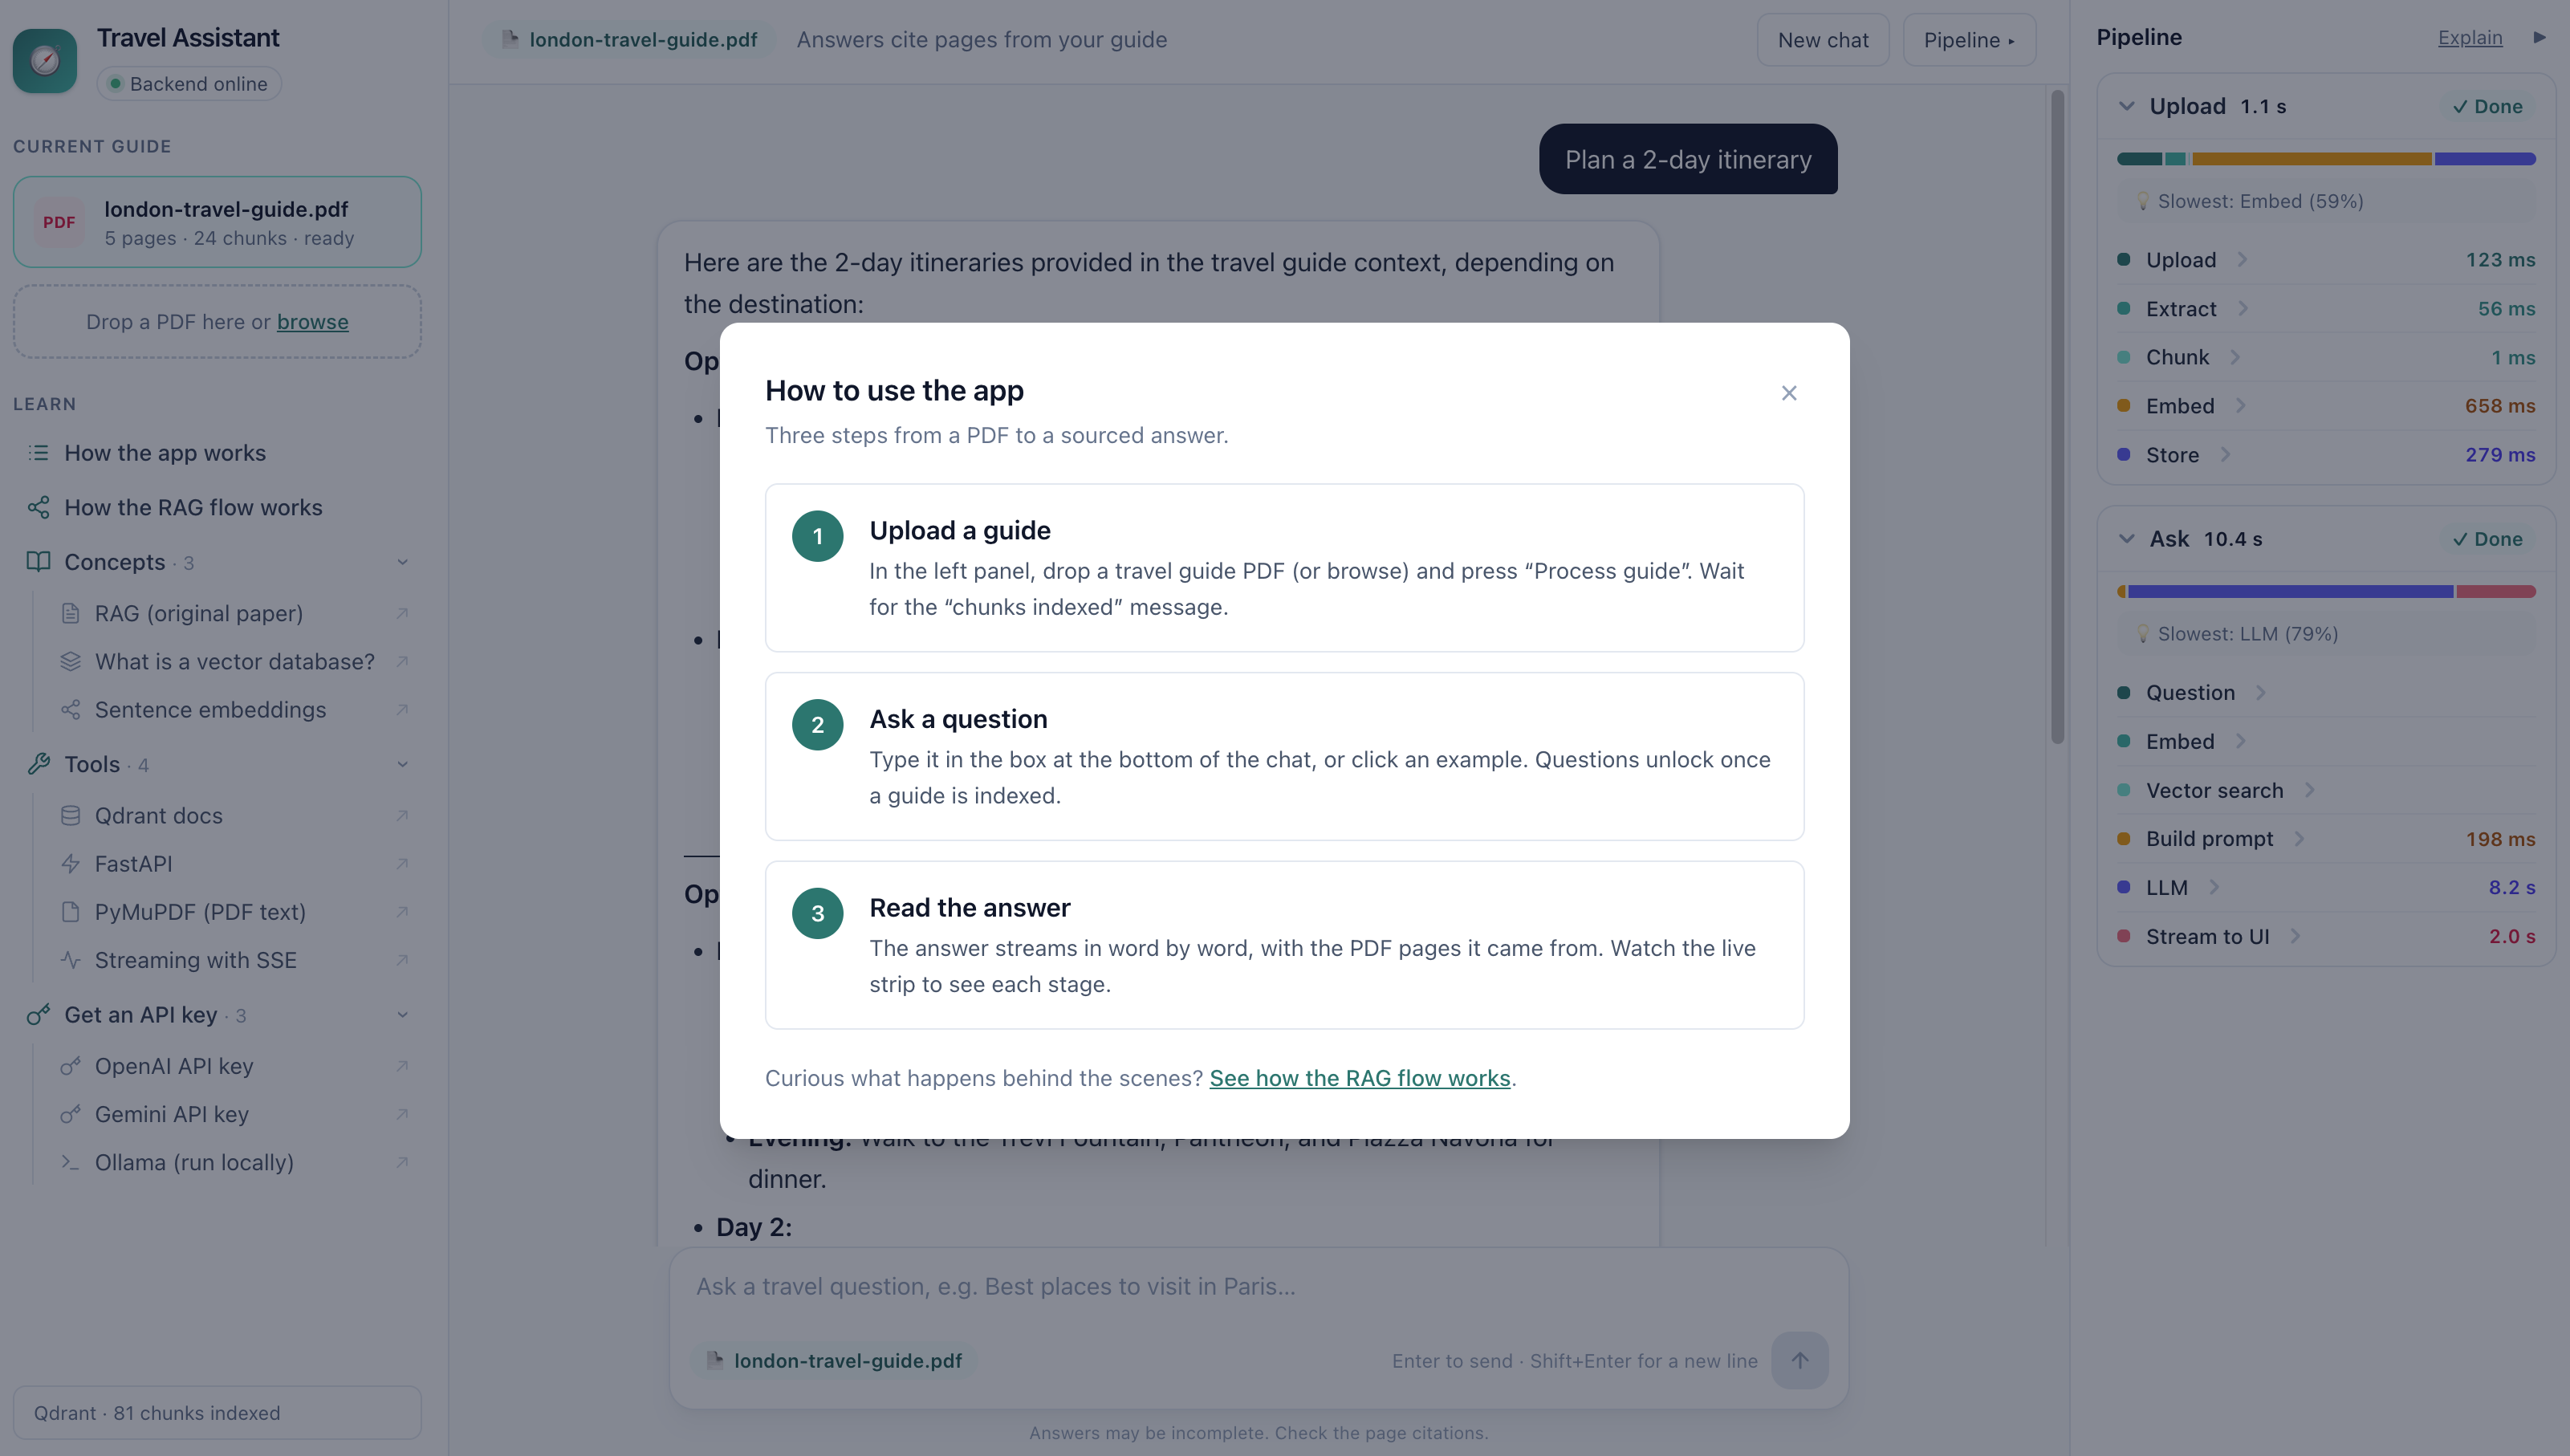 Travel Assistant
Backend online
CURRENT GUIDE
PDF
london-travel-guide.pdf
5 pages · 24 chunks · ready
Drop a PDF here or browse
LEARN
How the app works
How the RAG flow works
Concepts · 3
RAG (original paper)
What is a vector database?
Sentence embeddings
Tools · 4
Qdrant docs
FastAPI
PyMuPDF (PDF text)
Streaming with SSE
Get an API key · 3
OpenAI API key
Gemini API key
Ollama (run locally)
Qdrant · 81 chunks indexed
london-travel-guide.pdf
Answers cite pages from your guide
New chat
Pipeline ▸
Plan a 2-day itinerary
Here are the 2-day itineraries provided in the travel guide context, depending on
the destination:
How to use the app
Three steps from a PDF to a sourced answer.
1
Upload a guide
In the left panel, drop a travel guide PDF (or browse) and press “Process guide”. Wait
for the “chunks indexed” message.
2
Ask a question
Type it in the box at the bottom of the chat, or click an example. Questions unlock once
a guide is indexed.
3
Read the answer
The answer streams in word by word, with the PDF pages it came from. Watch the live
strip to see each stage.
Curious what happens behind the scenes? See how the RAG flow works.
Evening: Walk to the Trevi Fountain, Pantheon, and Piazza Navona for
dinner.
Day 2:
Ask a travel question, e.g. Best places to visit in Paris...
london-travel-guide.pdf
Enter to send · Shift+Enter for a new line
Answers may be incomplete. Check the page citations.
Pipeline
Explain
Upload 1.1 s
✓ Done
Slowest: Embed (59%)
Upload 123 ms
Extract 56 ms
Chunk 1 ms
Embed 658 ms
Store 279 ms
Ask 10.4 s
✓ Done
Slowest: LLM (79%)
Question
Embed
Vector search
Build prompt 198 ms
LLM 8.2 s
Stream to UI 2.0 s